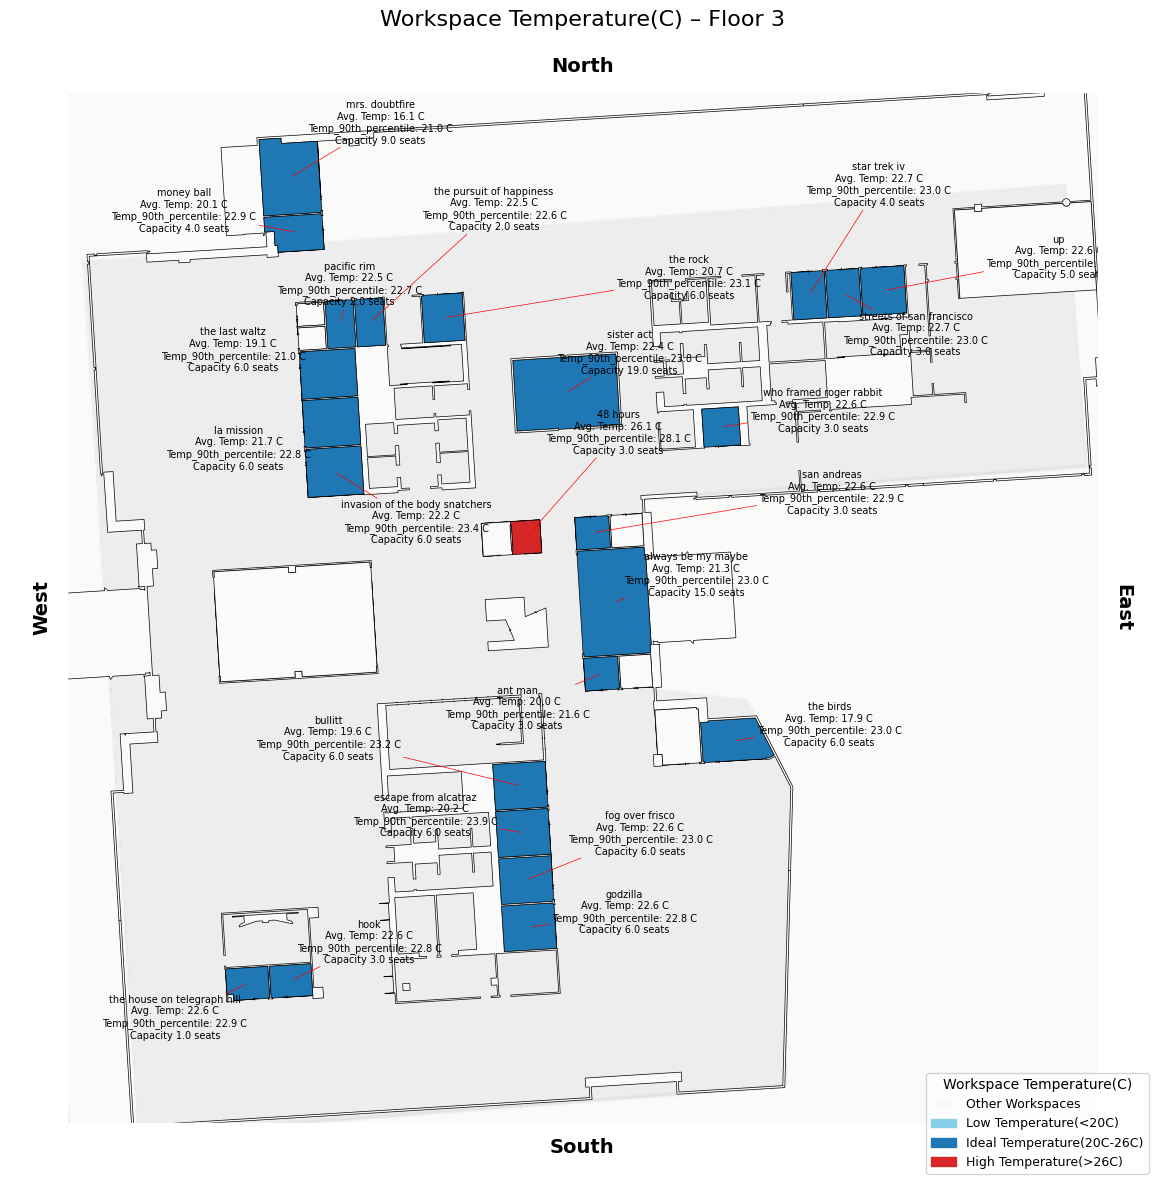 Workspace Temperature(C) – Floor 3
North
mrs. doubtfire
Avg. Temp: 16.1 C
Temp_90th_percentile: 21.0 C
Capacity 9.0 seats
money ball
Avg. Temp: 20.1 C
Temp_90th_percentile: 22.9 C
Capacity 4.0 seats
the pursuit of happiness
Avg. Temp: 22.5 C
Temp_90th_percentile: 22.6 C
Capacity 2.0 seats
star trek iv
Avg. Temp: 22.7 C
Temp_90th_percentile: 23.0 C
Capacity 4.0 seats
up
Avg. Temp: 22.6
Temp_90th_percentile:
Capacity 5.0 seats
pacific rim
Avg. Temp: 22.5 C
Temp_90th_percentile: 22.7 C
Capacity 2.0 seats
the rock
Avg. Temp: 20.7 C
Temp_90th_percentile: 23.1 C
Capacity 6.0 seats
the last waltz
Avg. Temp: 19.1 C
Temp_90th_percentile: 21.0 C
Capacity 6.0 seats
sister act
Avg. Temp: 22.4 C
Temp_90th_percentile: 23.8 C
Capacity 19.0 seats
streets of san francisco
Avg. Temp: 22.7 C
Temp_90th_percentile: 23.0 C
Capacity 3.0 seats
who framed roger rabbit
Avg. Temp: 22.6 C
Temp_90th_percentile: 22.9 C
Capacity 3.0 seats
48 hours
Avg. Temp: 26.1 C
Temp_90th_percentile: 28.1 C
Capacity 3.0 seats
la mission
Avg. Temp: 21.7 C
Temp_90th_percentile: 22.8 C
Capacity 6.0 seats
san andreas
Avg. Temp: 22.6 C
Temp_90th_percentile: 22.9 C
Capacity 3.0 seats
invasion of the body snatchers
Avg. Temp: 22.2 C
Temp_90th_percentile: 23.4 C
Capacity 6.0 seats
always be my maybe
Avg. Temp: 21.3 C
Temp_90th_percentile: 23.0 C
Capacity 15.0 seats
West
East
ant man
Avg. Temp: 20.0 C
Temp_90th_percentile: 21.6 C
Capacity 3.0 seats
the birds
Avg. Temp: 17.9 C
Temp_90th_percentile: 23.0 C
Capacity 6.0 seats
bullitt
Avg. Temp: 19.6 C
Temp_90th_percentile: 23.2 C
Capacity 6.0 seats
escape from alcatraz
Avg. Temp: 20.2 C
Temp_90th_percentile: 23.9 C
Capacity 6.0 seats
fog over frisco
Avg. Temp: 22.6 C
Temp_90th_percentile: 23.0 C
Capacity 6.0 seats
godzilla
Avg. Temp: 22.6 C
Temp_90th_percentile: 22.8 C
Capacity 6.0 seats
hook
Avg. Temp: 22.6 C
Temp_90th_percentile: 22.8 C
Capacity 3.0 seats
the house on telegraph hill
Avg. Temp: 22.6 C
Temp_90th_percentile: 22.9 C
Capacity 1.0 seats
South
Workspace Temperature(C)
Other Workspaces
Low Temperature(<20C)
Ideal Temperature(20C-26C)
High Temperature(>26C)